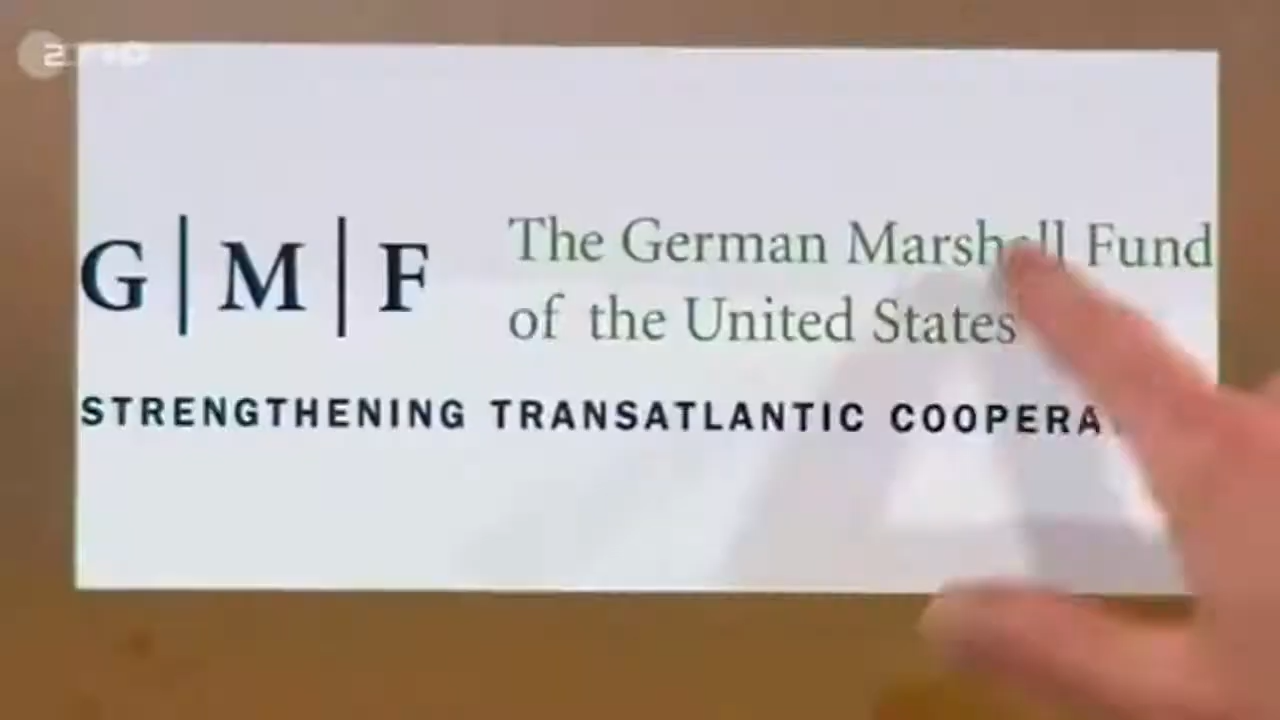 G|M|F
The German Marshall Fund
of the United States
STRENGTHENING TRANSATLANTIC